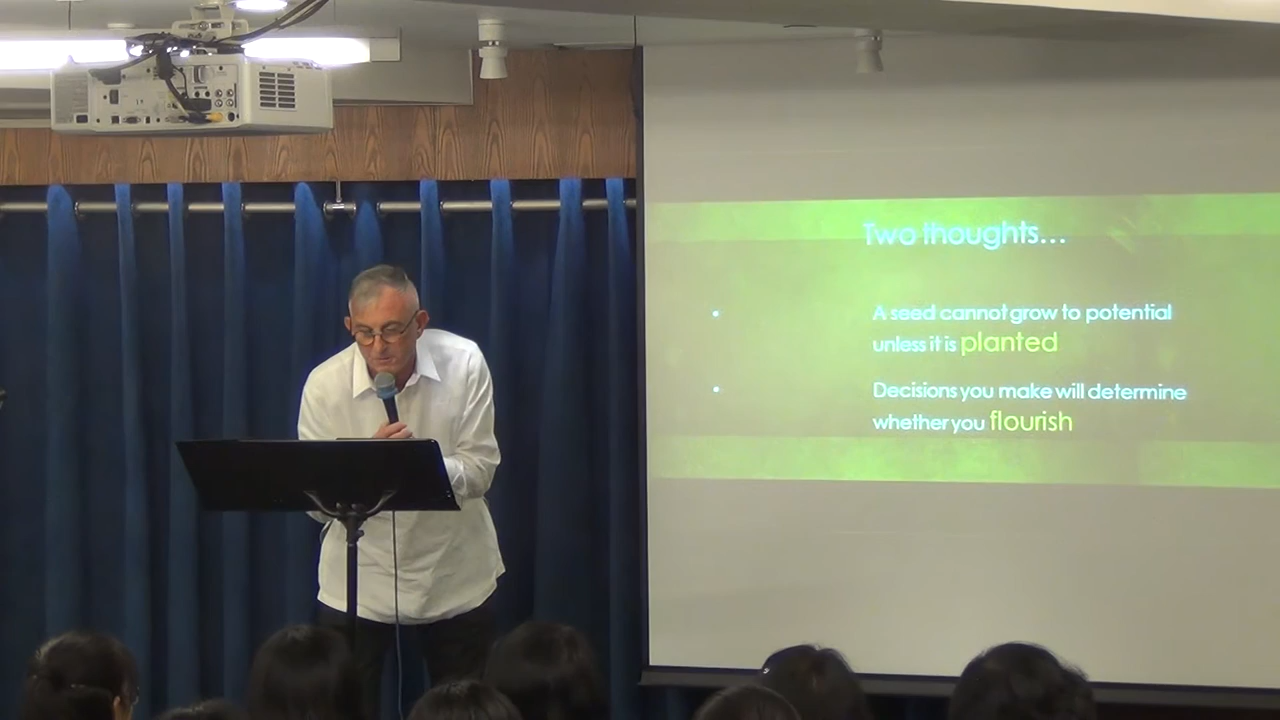 Two thoughts...
• A seed cannot grow to potential
unless it is planted
• Decisions you make will determine
whether you flourish